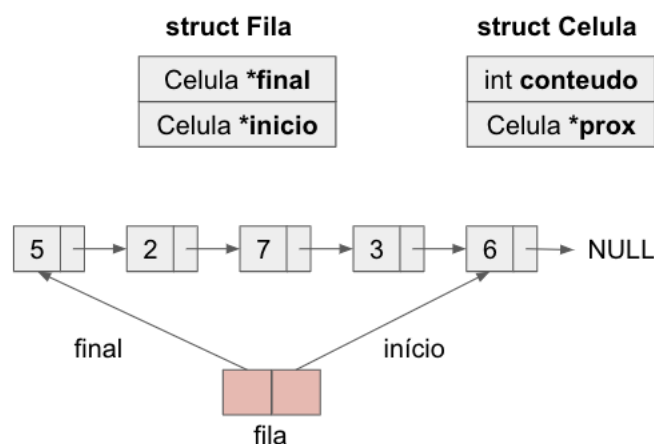 struct Fila
struct Celula
Celula *final
int conteudo
Celula *inicio
Celula *prox
5 2 7 3 6 NULL
final
início
fila